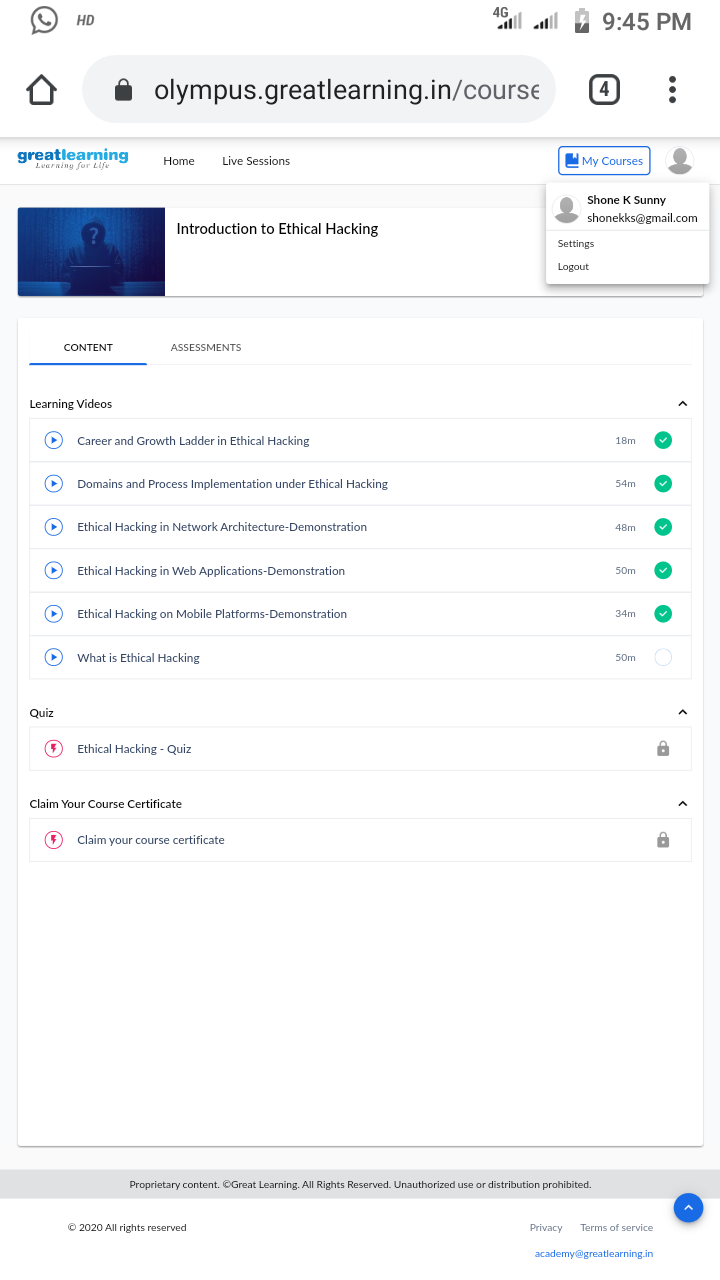 HD
4G
9:45 PM
olympus.greatlearning.in/course
4
greatlearning
Learning for Life
Home
Live Sessions
My Courses
Shone K Sunny
shonekks@gmail.com
Settings
Logout
?
Introduction to Ethical Hacking
CONTENT
ASSESSMENTS
Learning Videos
Career and Growth Ladder in Ethical Hacking 18m
Domains and Process Implementation under Ethical Hacking 54m
Ethical Hacking in Network Architecture-Demonstration 48m
Ethical Hacking in Web Applications-Demonstration 50m
Ethical Hacking on Mobile Platforms-Demonstration 34m
What is Ethical Hacking 50m
Quiz
Ethical Hacking - Quiz
Claim Your Course Certificate
Claim your course certificate
Proprietary content. ©Great Learning. All Rights Reserved. Unauthorized use or distribution prohibited.
© 2020 All rights reserved
Privacy Terms of service
academy@greatlearning.in